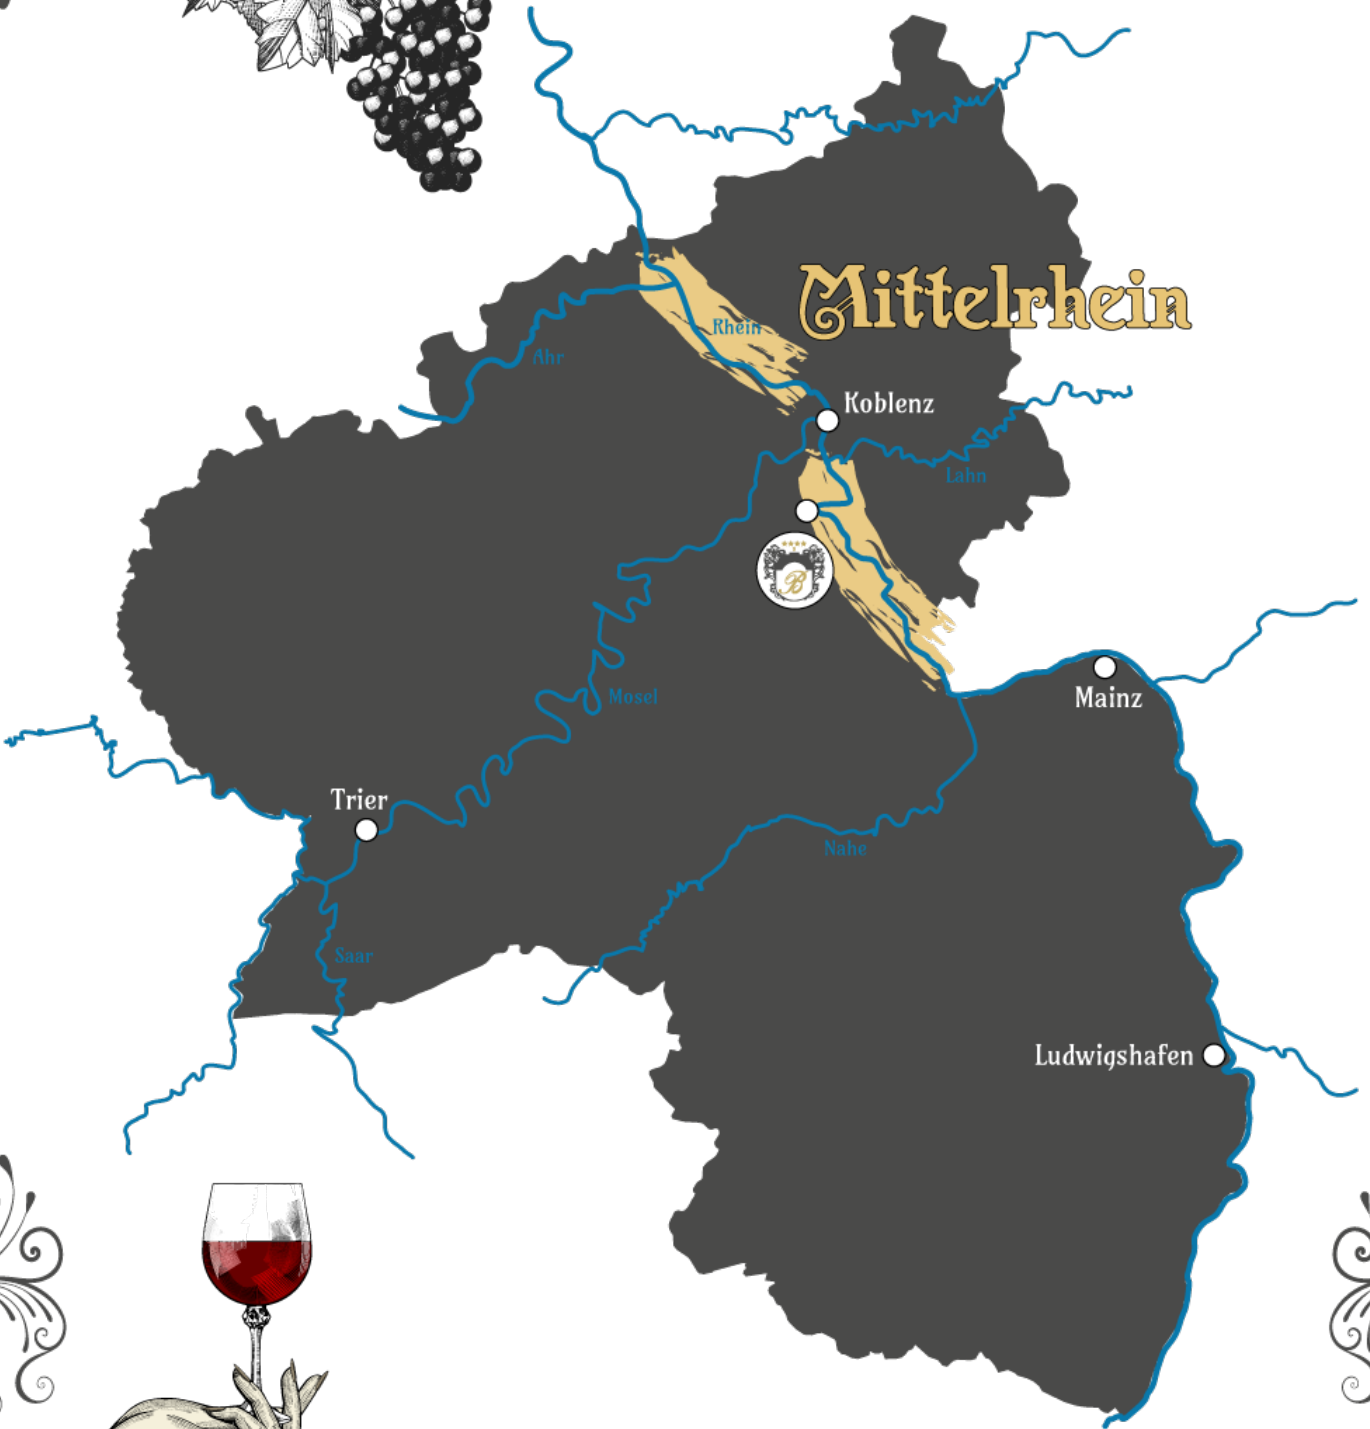 Mittelrhein
Rhein
Ahr
Koblenz
Lahn
B
Mosel
Mainz
Trier
Nahe
Saar
Ludwigshafen